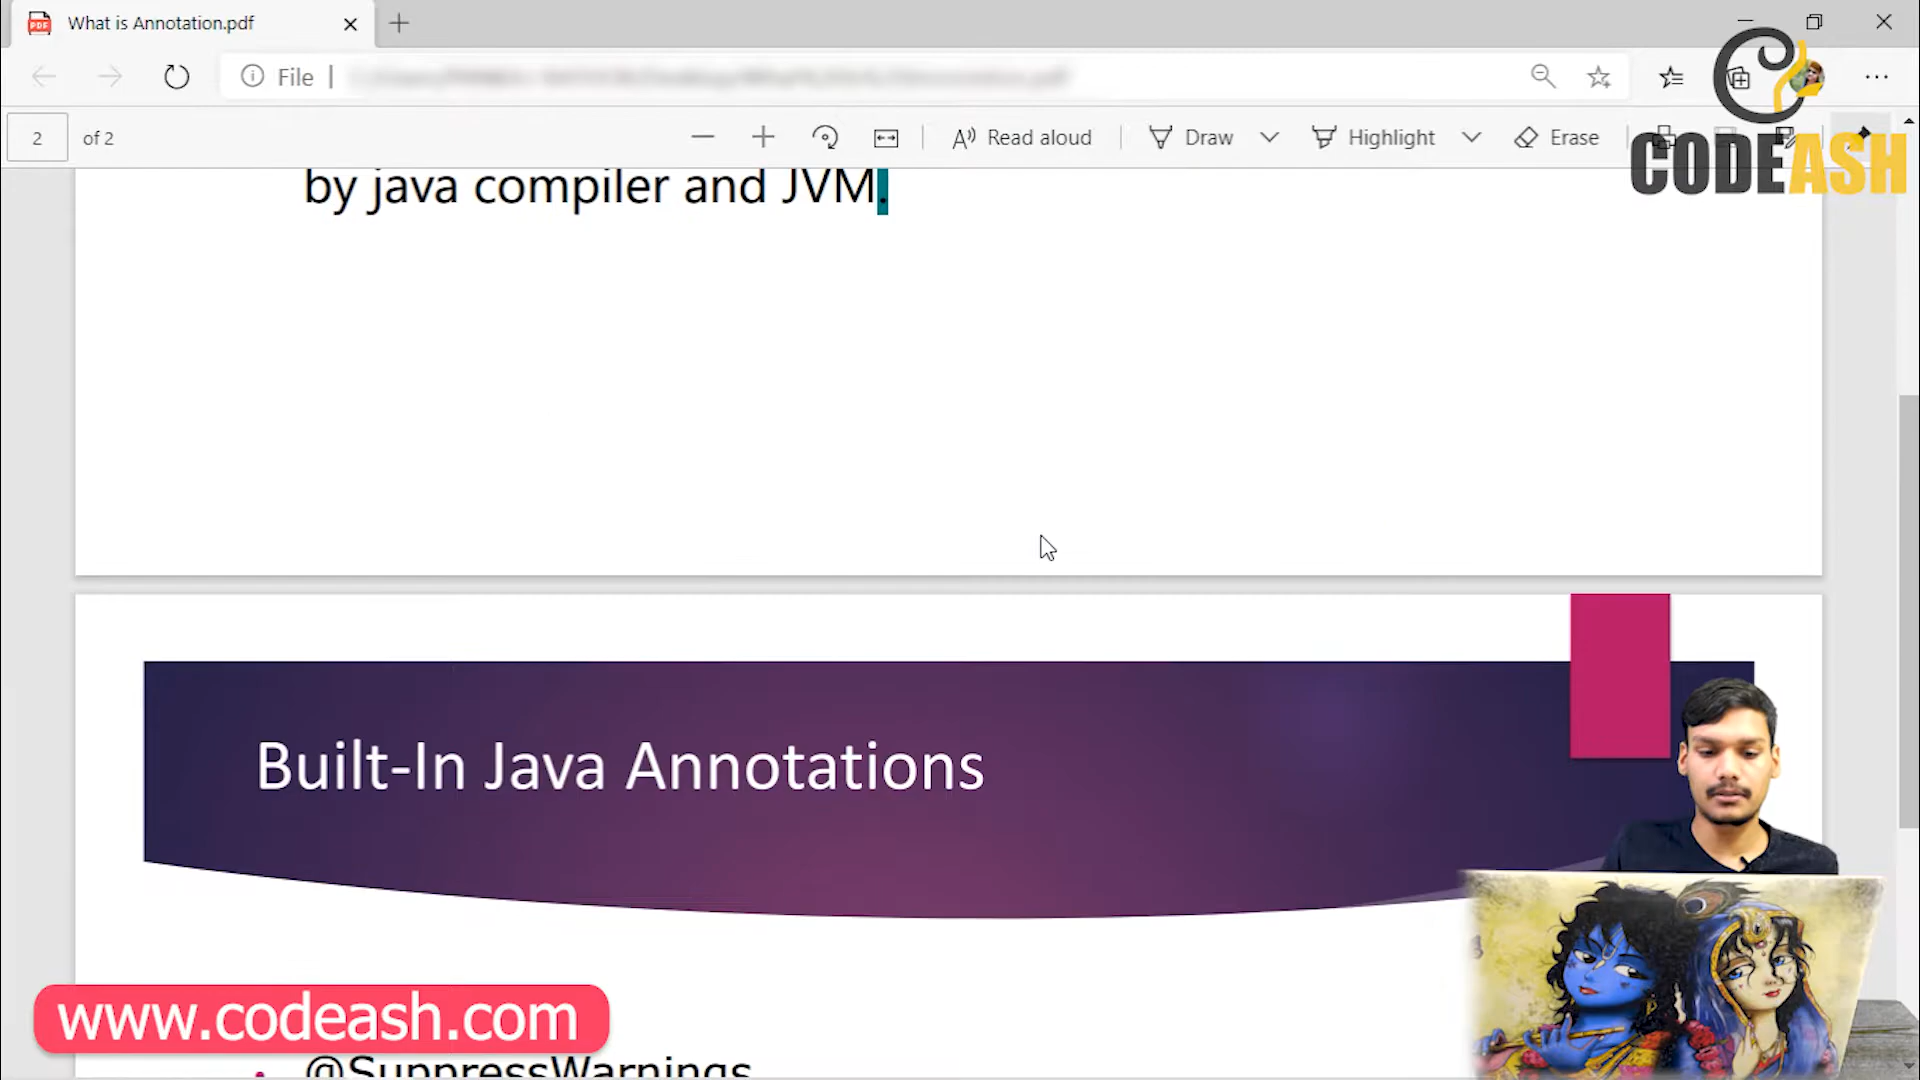 What is Annotation.pdf
File
2 of 2
Read aloud
Draw
Highlight
Erase
CODEASH
by java compiler and JVM.
Built-In Java Annotations
www.codeash.com
@SuppressWarnings